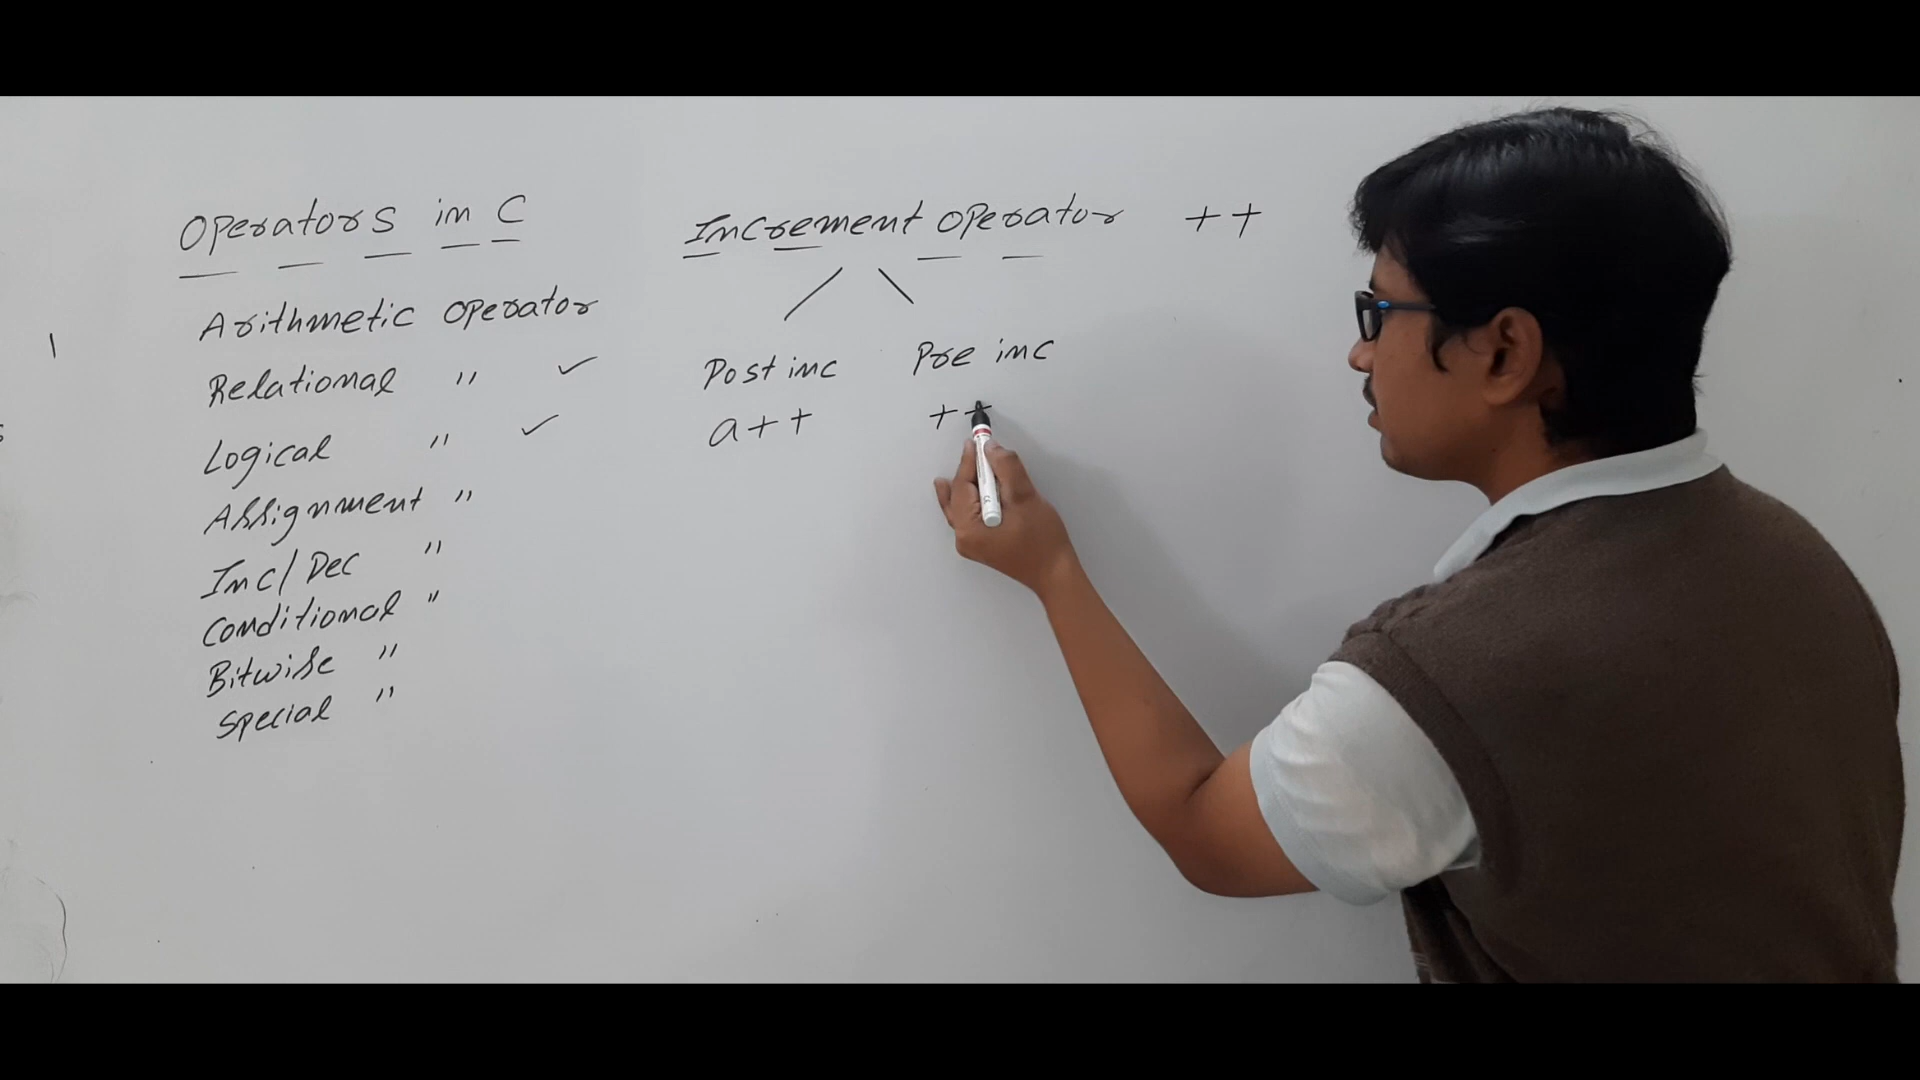 Operators in C
Arithmetic Operator
Relational " ✓
Logical " ✓
Assignment "
Inc/Dec "
Conditional "
Bitwise "
Special "
Increment Operator ++
Post inc Pre inc
a++ ++